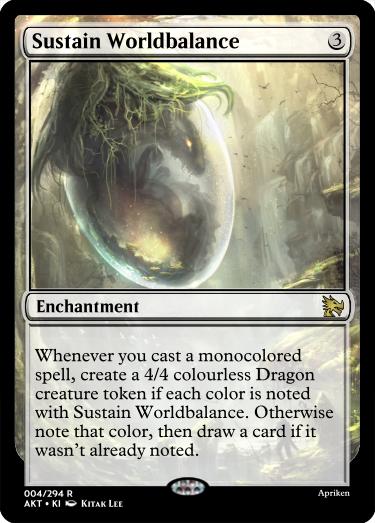 Sustain Worldbalance 3
Enchantment
Whenever you cast a monocolored
spell, create a 4/4 colourless Dragon
creature token if each color is noted
with Sustain Worldbalance. Otherwise
note that color, then draw a card if it
wasn't already noted.
004/294 R
AKT • KI Kitak Lee
Apriken